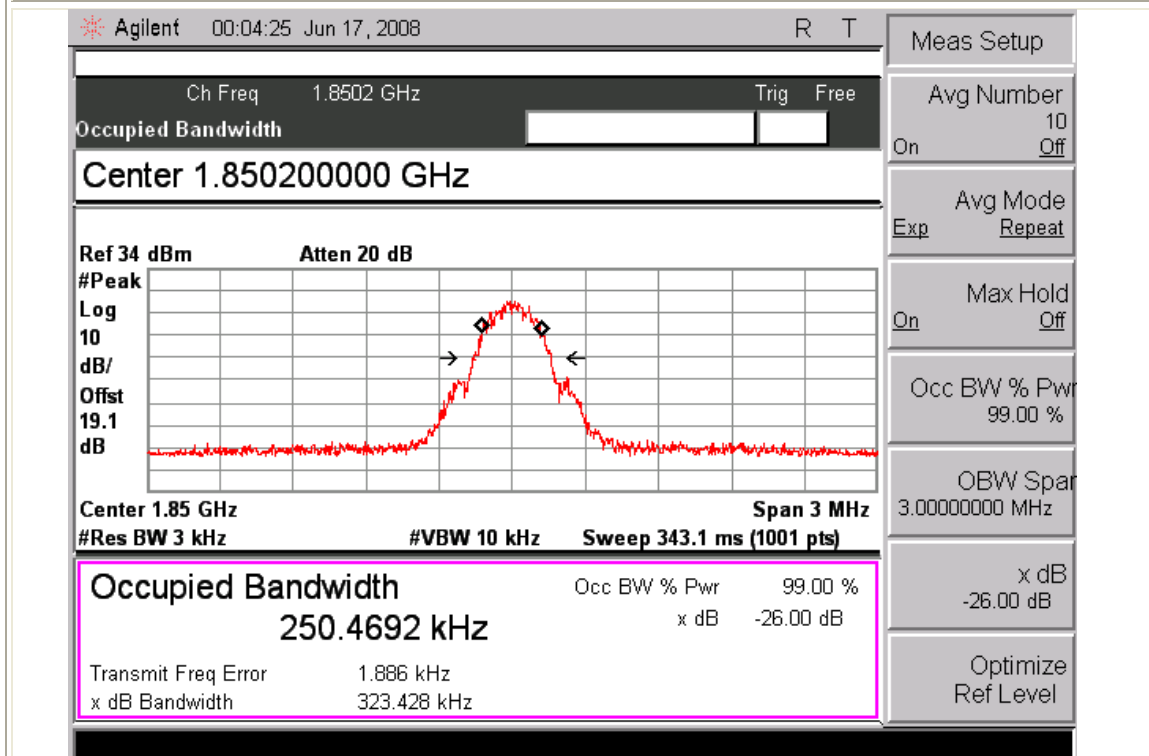 Agilent 00:04:25 Jun 17, 2008 R T
Ch Freq 1.8502 GHz Trig Free
Occupied Bandwidth
Center 1.850200000 GHz
Ref 34 dBm Atten 20 dB
#Peak
Log
10
dB/
Offst
19.1
dB
Center 1.85 GHz Span 3 MHz
#Res BW 3 kHz #VBW 10 kHz Sweep 343.1 ms (1001 pts)
Occupied Bandwidth
250.4692 kHz
Occ BW % Pwr 99.00 %
x dB -26.00 dB
Transmit Freq Error 1.886 kHz
x dB Bandwidth 323.428 kHz
Meas Setup
Avg Number
10
On Off
Avg Mode
Exp Repeat
Max Hold
On Off
Occ BW % Pwr
99.00 %
OBW Spar
3.00000000 MHz
x dB
-26.00 dB
Optimize
Ref Level